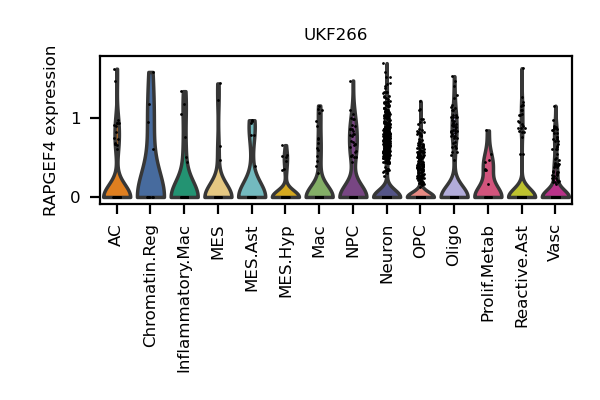 UKF266
RAPGEF4 expression
1
0
AC
Chromatin.Reg
Inflammatory.Mac
MES
MES.Ast
MES.Hyp
Mac
NPC
Neuron
OPC
Oligo
Prolif.Metab
Reactive.Ast
Vasc